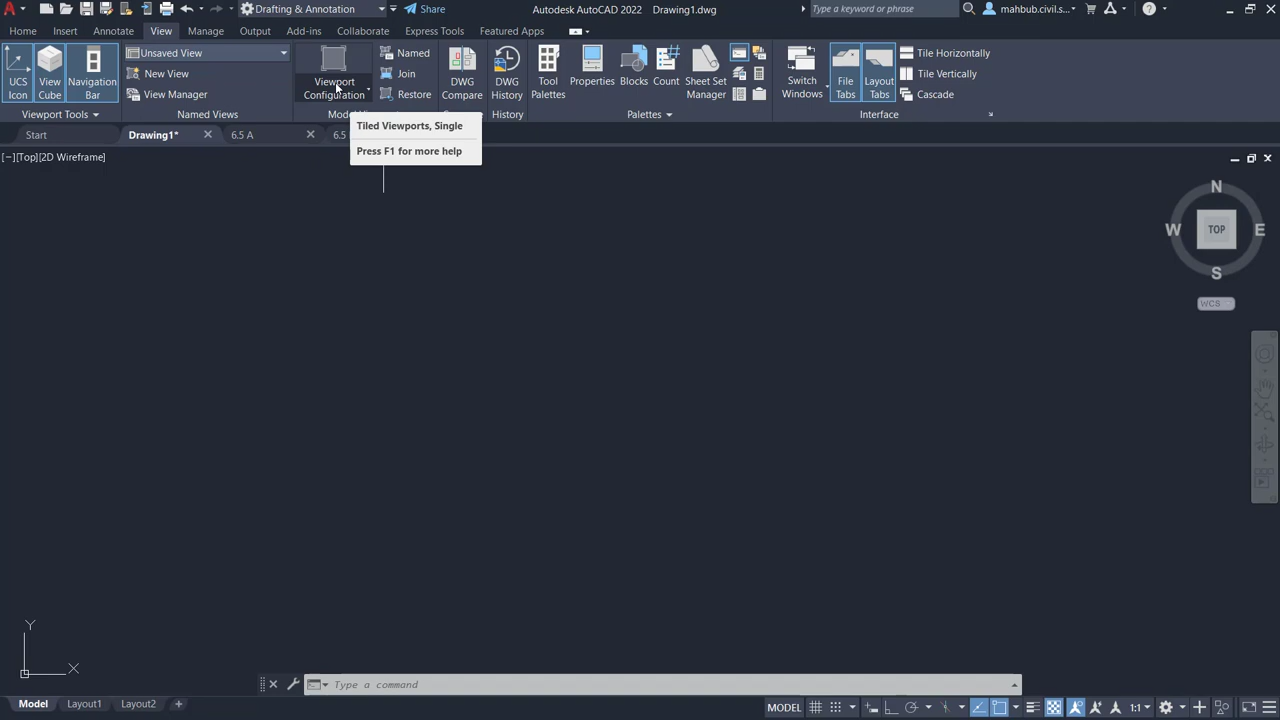 Drafting & Annotation
Share
Autodesk AutoCAD 2022 Drawing1.dwg
Type a keyword or phrase
mahbub.civil.s...
Home Insert Annotate View Manage Output Add-ins Collaborate Express Tools Featured Apps
UCS Icon
View Cube
Navigation Bar
Unsaved View
New View
View Manager
Viewport Configuration
Named
Join
Restore
DWG Compare
DWG History
Tool Palettes
Properties
Blocks
Count
Sheet Set Manager
Switch Windows
File Tabs
Layout Tabs
Tile Horizontally
Tile Vertically
Cascade
Viewport Tools
Named Views
History
Palettes
Interface
Start
Drawing1*
6.5 A
6.5
Tiled Viewports, Single
Press F1 for more help
[−][Top][2D Wireframe]
N
W TOP E
S
WCS
Y
X
Type a command
Model Layout1 Layout2 +
MODEL
1:1